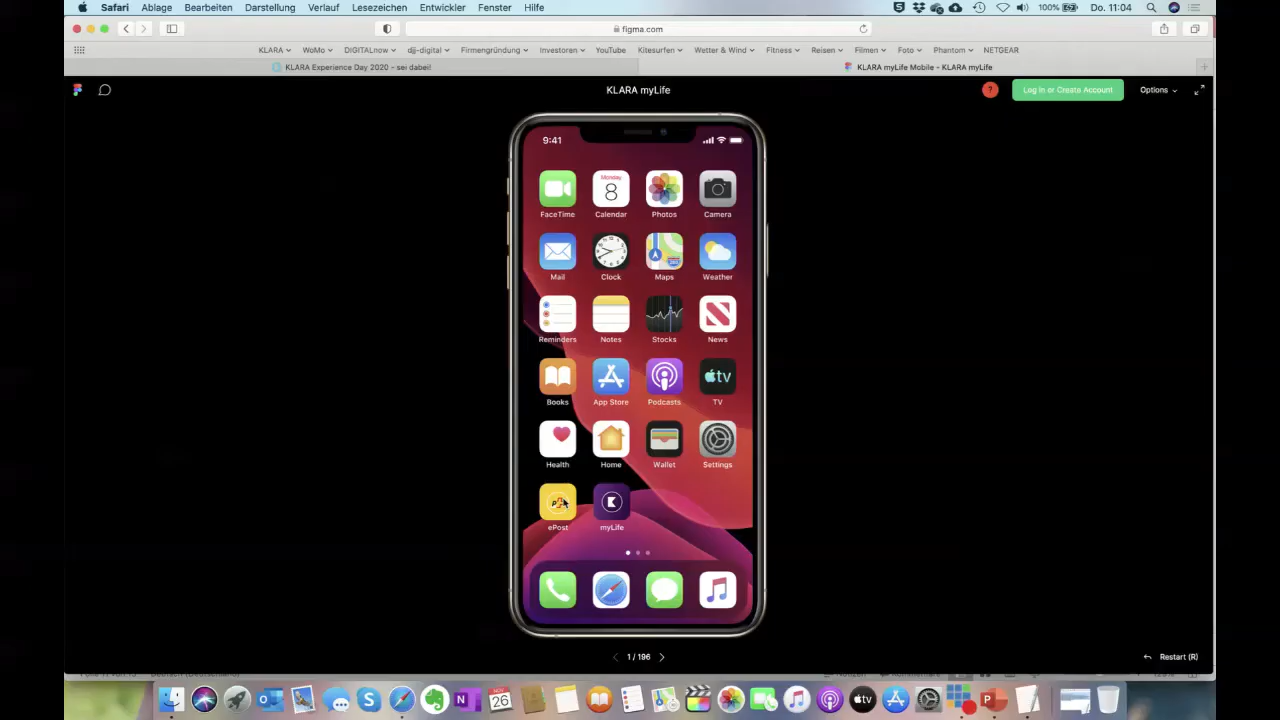 Safari Ablage Bearbeiten Darstellung Verlauf Lesezeichen Entwickler Fenster Hilfe 100% Do. 11:04
figma.com
KLARA WoMo DIGITALnow djj-digital Firmengründung Investoren YouTube Kitesurfen Wetter & Wind Fitness Reisen Filmen Foto Phantom NETGEAR
KLARA Experience Day 2020 - sei dabei! KLARA myLife Mobile - KLARA myLife
KLARA myLife ? Log In or Create Account Options
9:41
Monday
8
FaceTime Calendar Photos Camera
Mail Clock Maps Weather
Reminders Notes Stocks News
tv
Books App Store Podcasts TV
Health Home Wallet Settings
ePost myLife
1 / 196 Restart (R)
26
tv